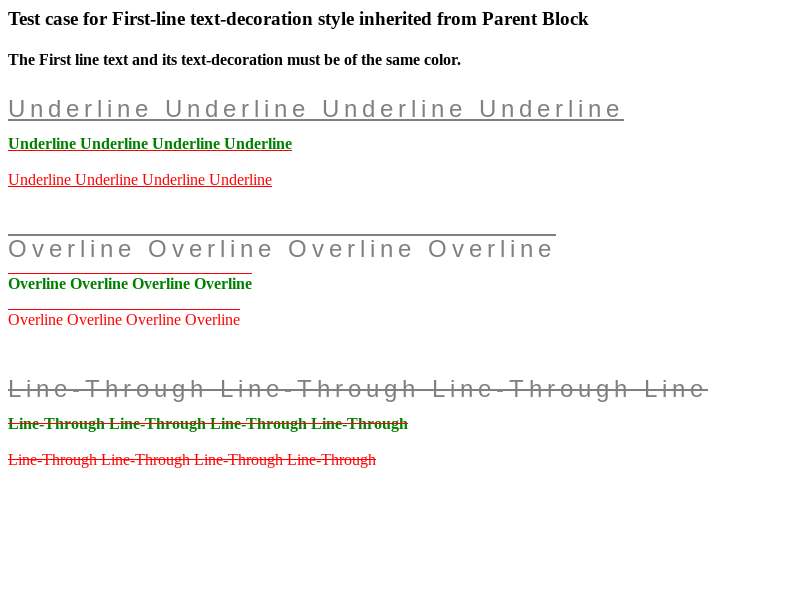 Test case for First-line text-decoration style inherited from Parent Block
The First line text and its text-decoration must be of the same color.
Underline Underline Underline Underline
Underline Underline Underline Underline
Underline Underline Underline Underline
Overline Overline Overline Overline
Overline Overline Overline Overline
Overline Overline Overline Overline
Line-Through Line-Through Line-Through Line
Line-Through Line-Through Line-Through Line-Through
Line-Through Line-Through Line-Through Line-Through